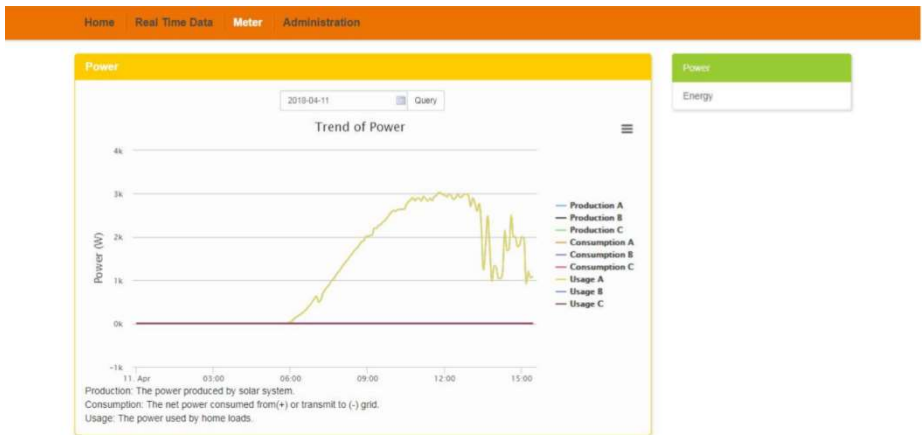 Home Real Time Data Meter Administration
Power
2018-04-11 Query
Trend of Power
4k
3k
2k
1k
0k
-1k
Power (W)
11. Apr 03:00 06:00 09:00 12:00 15:00
Production A
Production B
Production C
Consumption A
Consumption B
Consumption C
Usage A
Usage B
Usage C
Production: The power produced by solar system.
Consumption: The net power consumed from(+) or transmit to (-) grid.
Usage: The power used by home loads.
Power
Energy